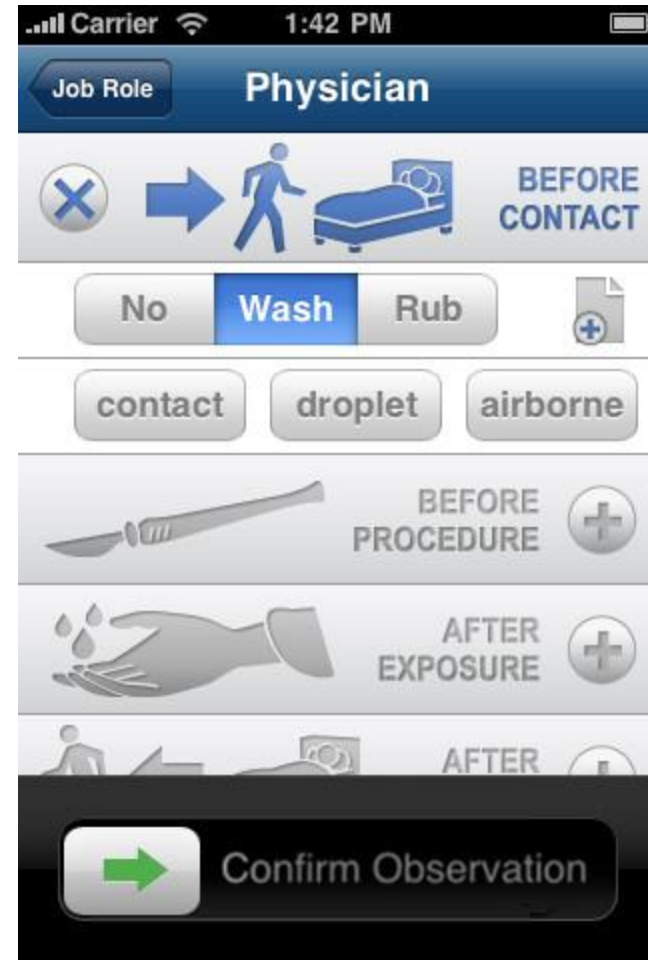 Carrier 1:42 PM
Job Role Physician
BEFORE
CONTACT
No Wash Rub
contact droplet airborne
BEFORE
PROCEDURE
AFTER
EXPOSURE
AFTER
Confirm Observation